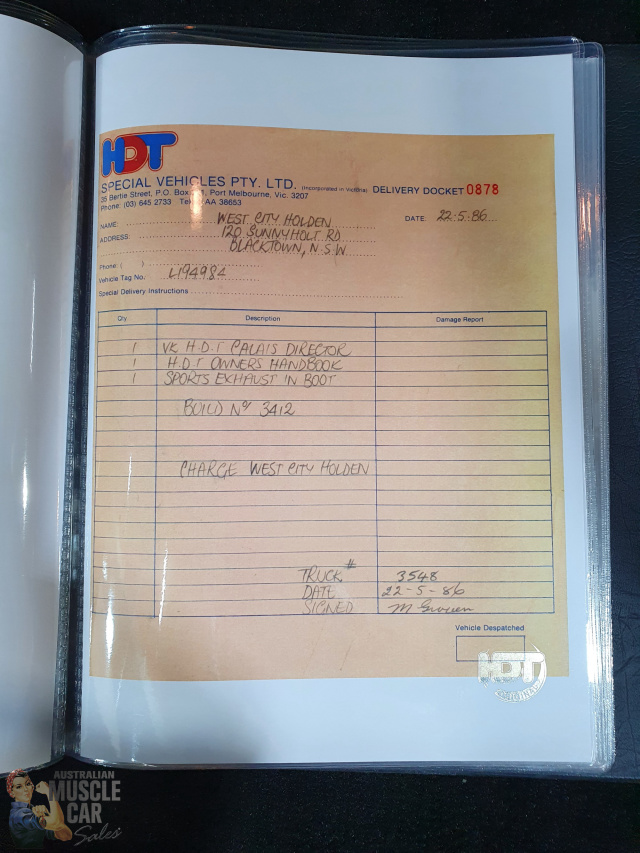 HDT
SPECIAL VEHICLES PTY. LTD. (Incorporated in Victoria) DELIVERY DOCKET 0878
35 Bertie Street, P.O. Box Port Melbourne, Vic. 3207
Phone: (03) 645 2733 AA 38653
NAME: WEST CITY HOLDEN DATE 22-5-86
ADDRESS: 120 SUNNYHOLT RD
BLACKTOWN, N.S.W.
Phone: ( )
Vehicle Tag No. L194984
Special Delivery Instructions
Qty. Description Damage Report
1 VK H.D.T CALAIS DIRECTOR
1 H.D.T OWNERS HANDBOOK
1 SPORTS EXHAUST IN BOOT
BUILD Nº 3412
CHARGE WEST CITY HOLDEN
TRUCK # 3548
DATE 22-5-86
SIGNED M
Vehicle Despatched
HDT
AUSTRALIAN
MUSCLE
CAR
Sales